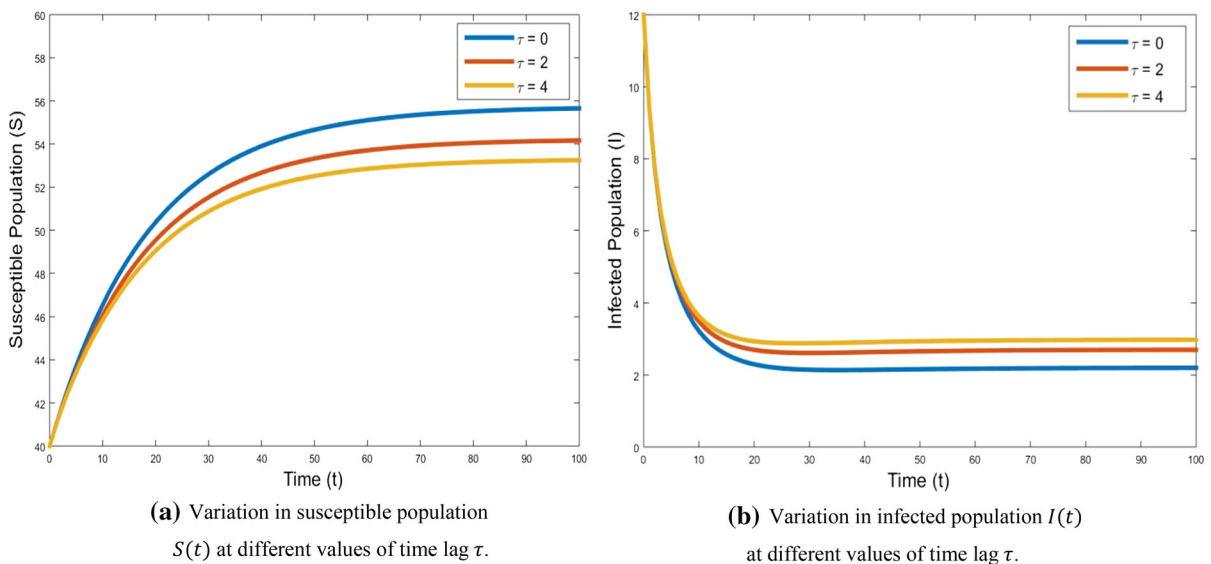 60
58
56
54
52
50
48
46
44
42
40
Susceptible Population (S)
0 10 20 30 40 50 60 70 80 90 100
Time (t)
τ = 0
τ = 2
τ = 4
(a) Variation in susceptible population
S(t) at different values of time lag τ.
12
10
8
6
4
2
0
Infected Population (I)
0 10 20 30 40 50 60 70 80 90 100
Time (t)
τ = 0
τ = 2
τ = 4
(b) Variation in infected population I(t)
at different values of time lag τ.